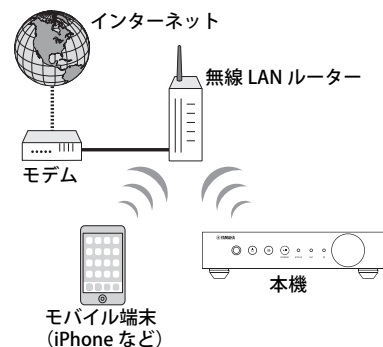 インターネット
無線 LAN ルーター
モデム
YAMAHA
本機
モバイル端末
（iPhone など）